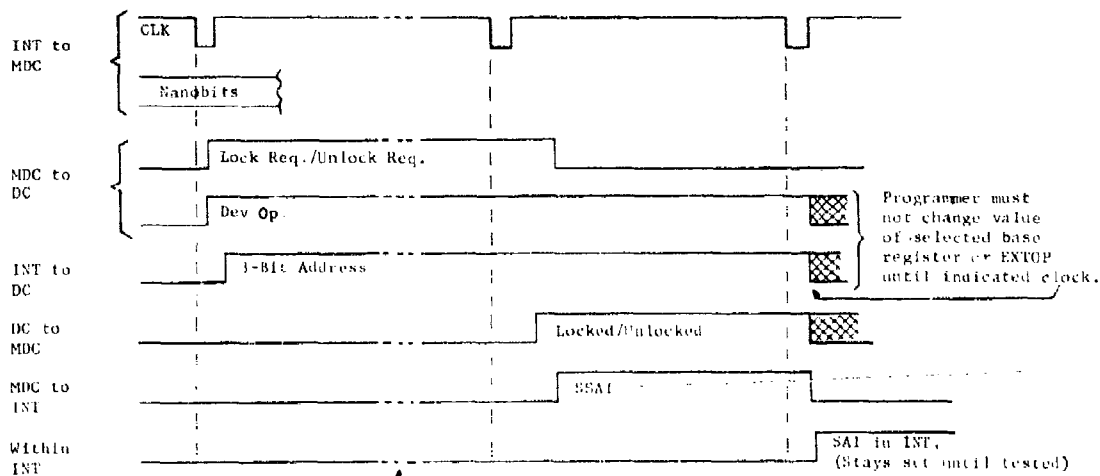 CLK
INT to
MDC
Nanobits
MDC to
DC
Lock Req./Unlock Req.
Dev Op.
Programmer must
not change value
of selected base
register or EXTOP
until indicated clock.
INT to
DC
3-Bit Address
DC to
MDC
Locked/Unlocked
MDC to
INT
SSAI
Within
INT
SAI in INT.
(Stays set until tested)